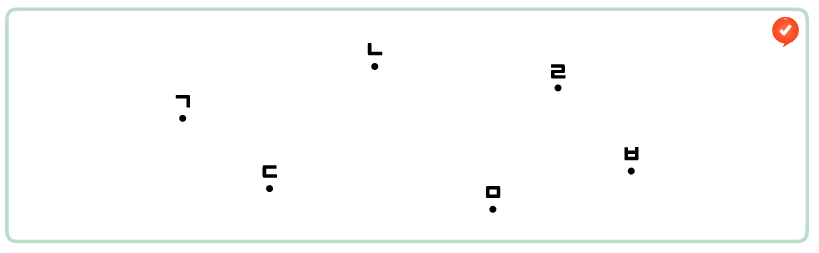 ㄴ
ㄹ
ㄱ
ㅂ
ㄷ
ㅁ